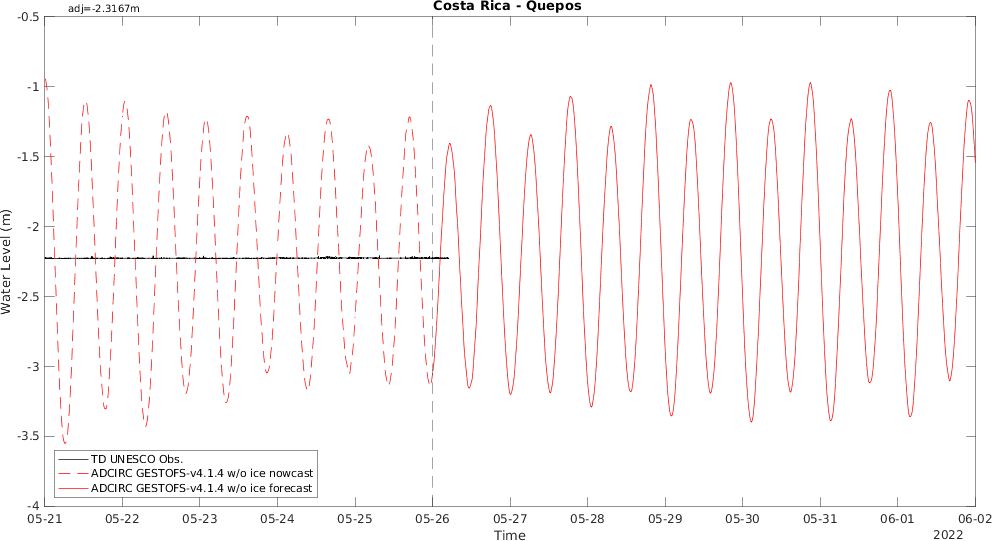 adj=-2.3167m
Costa Rica - Quepos
-0.5
-1
-1.5
-2
-2.5
-3
-3.5
-4
Water Level (m)
TD UNESCO Obs.
ADCIRC GESTOFS-v4.1.4 w/o ice nowcast
ADCIRC GESTOFS-v4.1.4 w/o ice forecast
05-21 05-22 05-23 05-24 05-25 05-26 05-27 05-28 05-29 05-30 05-31 06-01 06-02
Time
2022